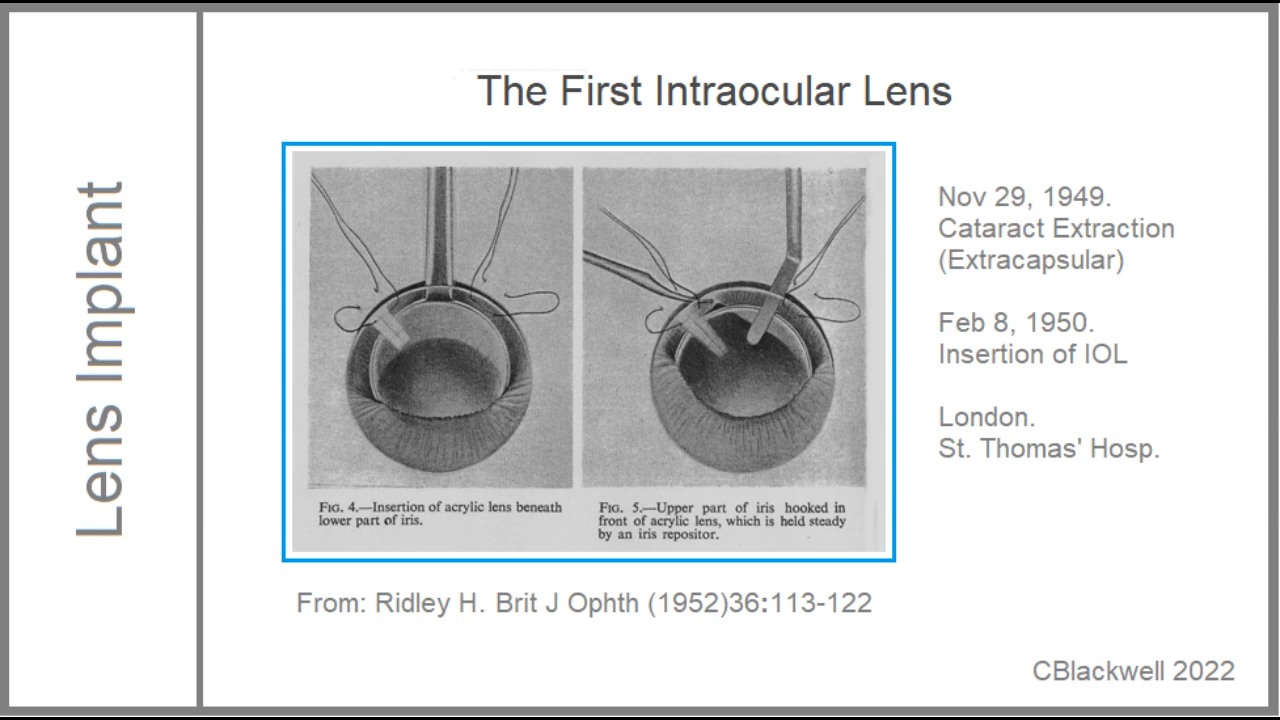 Lens Implant
The First Intraocular Lens
FIG. 4.—Insertion of acrylic lens beneath
lower part of iris.
FIG. 5.—Upper part of iris hooked in
front of acrylic lens, which is held steady
by an iris repositor.
From: Ridley H. Brit J Ophth (1952)36:113-122
Nov 29, 1949.
Cataract Extraction
(Extracapsular)
Feb 8, 1950.
Insertion of IOL
London.
St. Thomas' Hosp.
CBlackwell 2022